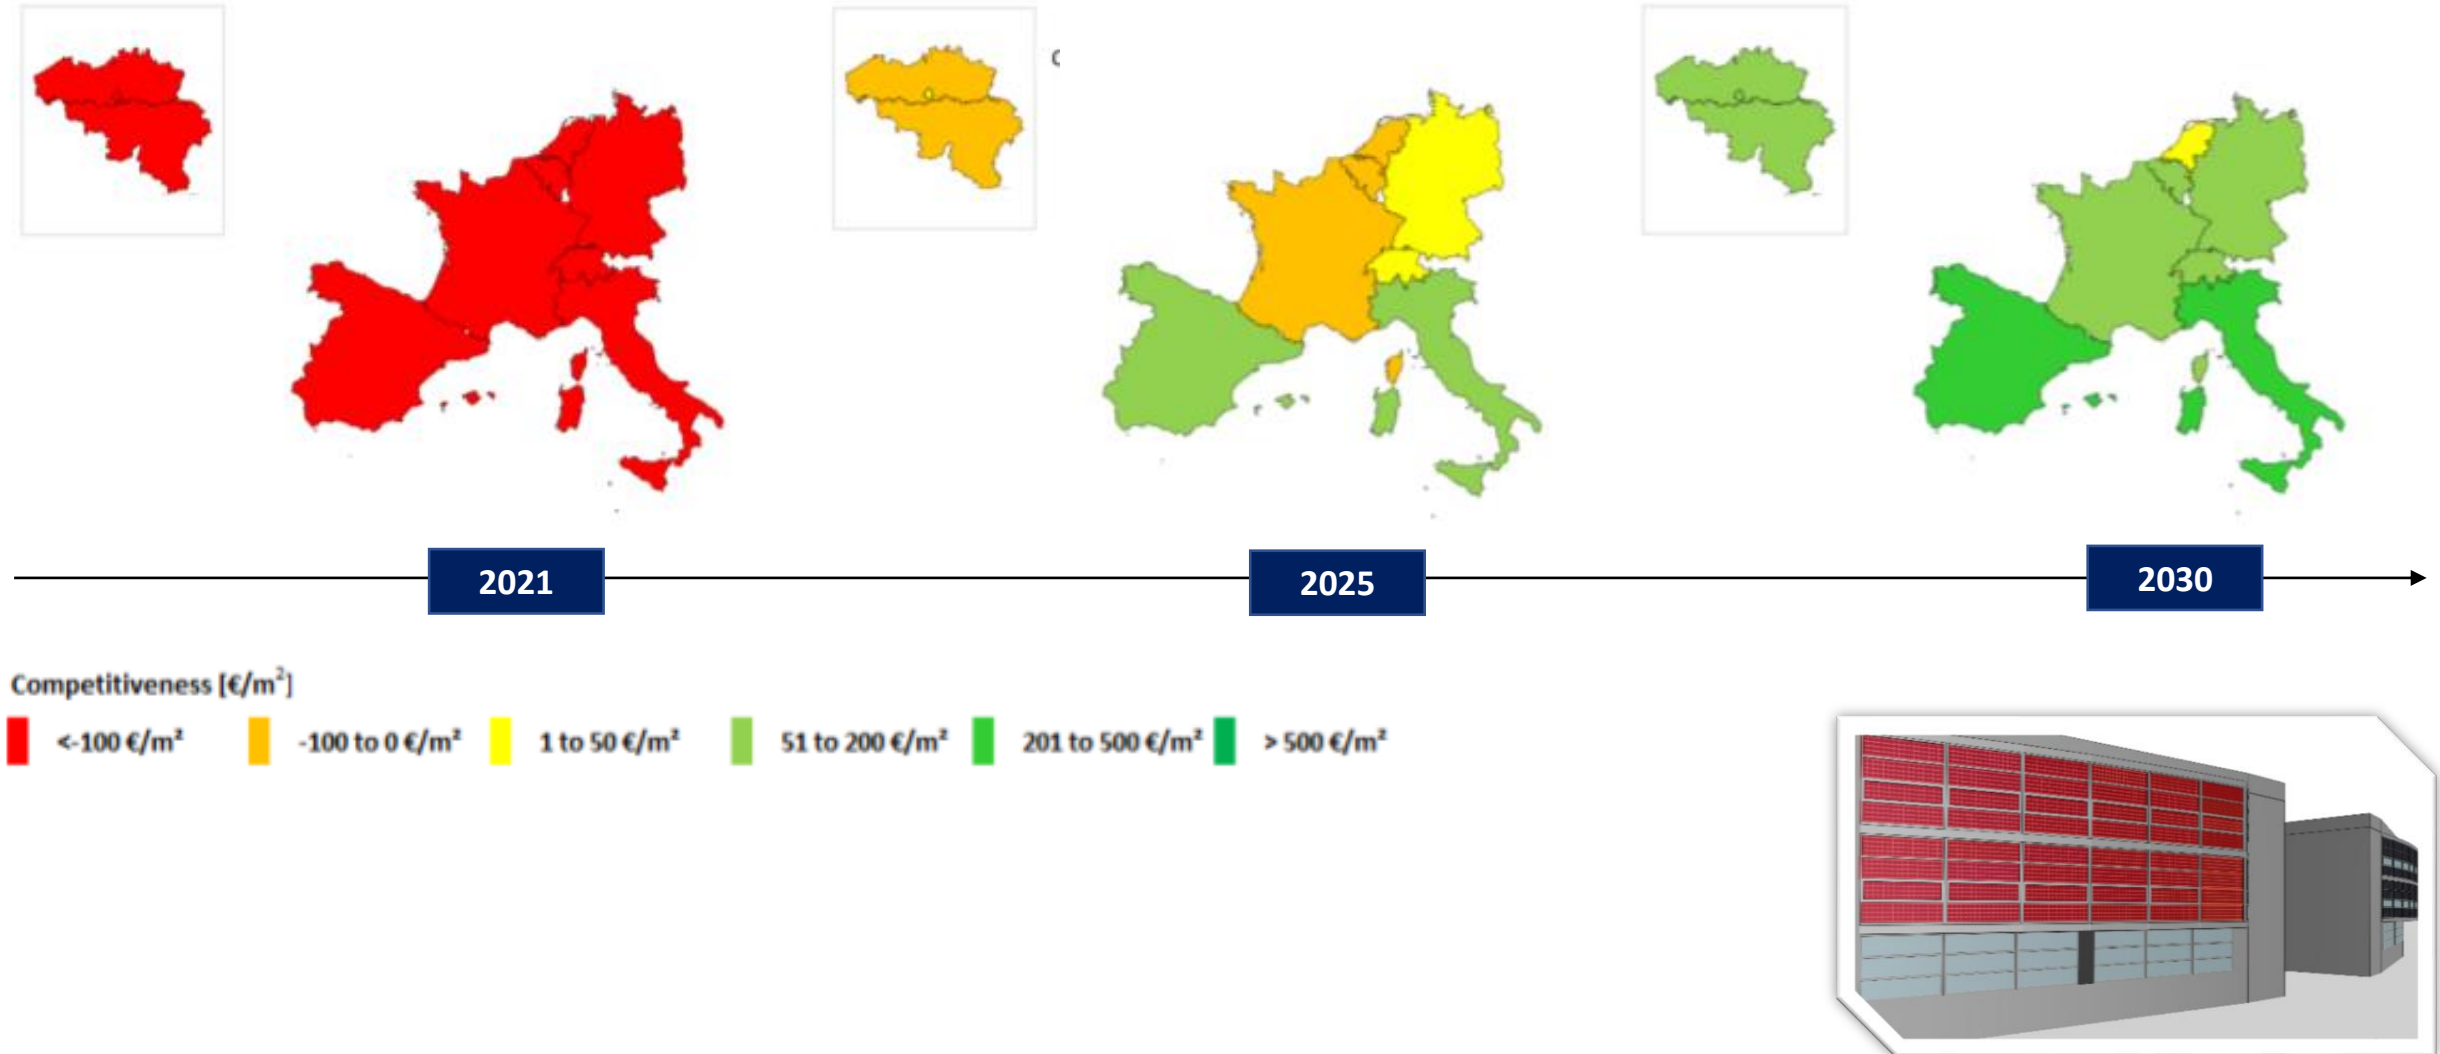 2021
2025
2030
Competitiveness [€/m²]
<-100 €/m²
-100 to 0 €/m²
1 to 50 €/m²
51 to 200 €/m²
201 to 500 €/m²
> 500 €/m²